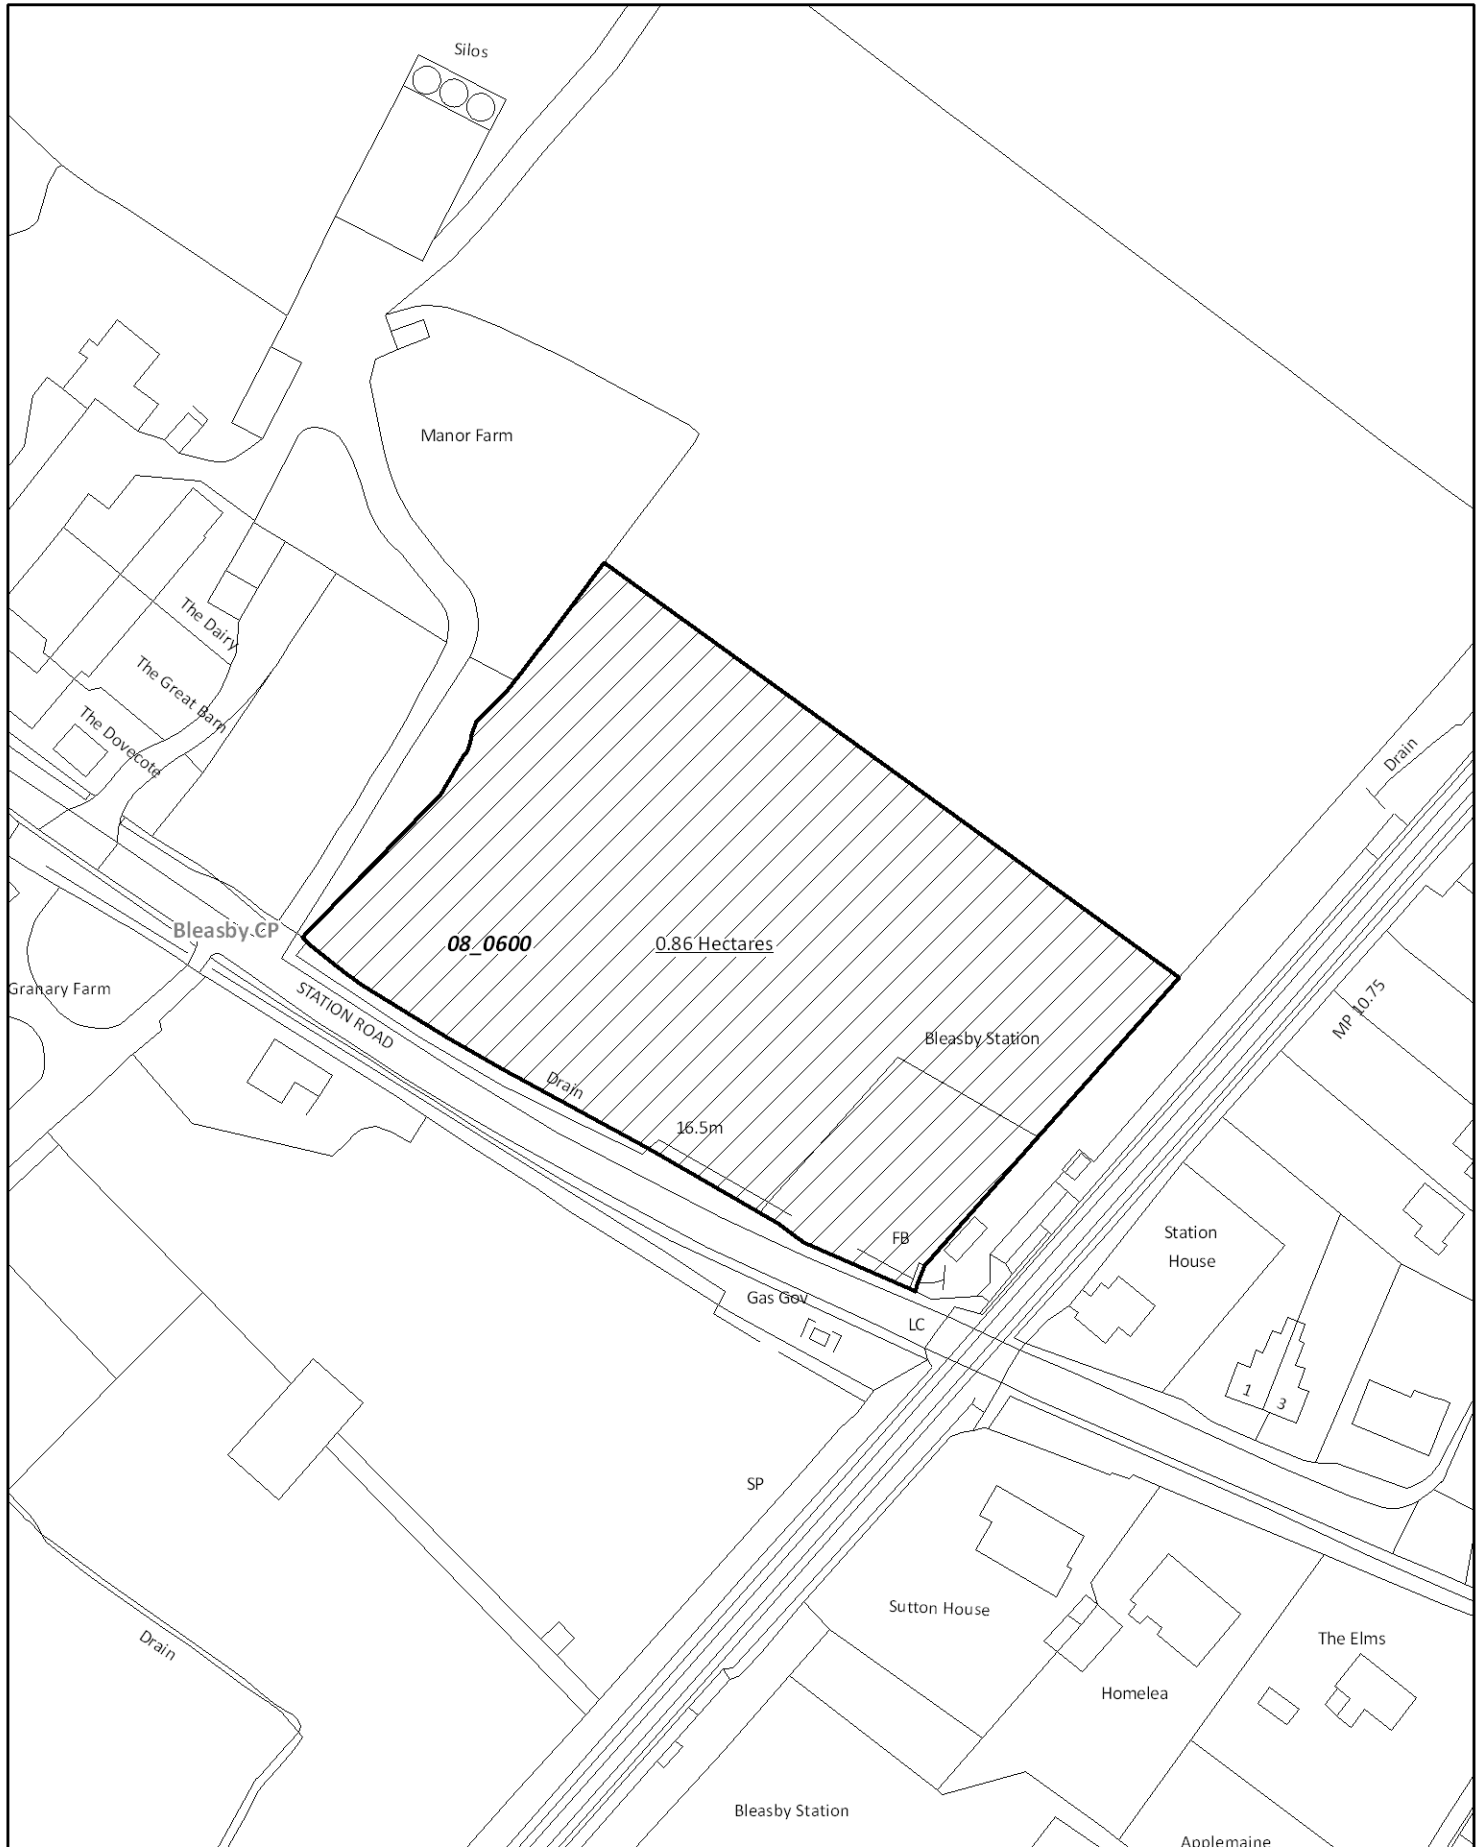 Silos
Manor Farm
The Dairy
The Great Barn
The Dovecote
Drain
Bleasby CP
08_0600
0.86 Hectares
Granary Farm
STATION ROAD
MP 10.75
Bleasby Station
Drain
16.5m
FB
Station
House
Gas Gov
LC
1
3
SP
Sutton House
The Elms
Drain
Homelea
Bleasby Station
Applemaine